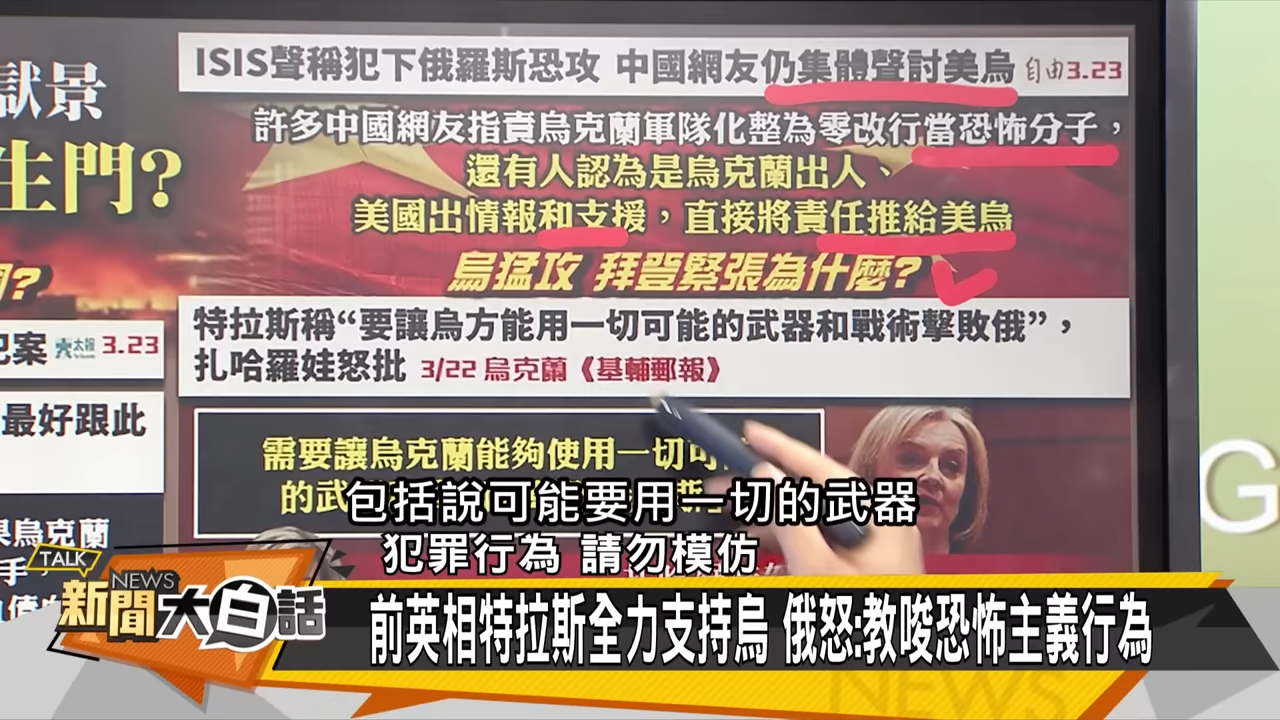 獄景
生門?
ISIS聲稱犯下俄羅斯恐攻 中國網友仍集體聲討美烏 自由3.23
許多中國網友指責烏克蘭軍隊化整為零改行當恐怖分子，
還有人認為是烏克蘭出人、
美國出情報和支援，直接將責任推給美烏
烏猛攻 拜登緊張為什麼?
特拉斯稱“要讓烏方能用一切可能的武器和戰術擊敗俄”，
扎哈羅娃怒批 3/22 烏克蘭《基輔郵報》
犯案 太報 3.23
最好跟此
需要讓烏克蘭能夠使用一切可能
的武
果烏克蘭
手，
包括說可能要用一切的武器
犯罪行為 請勿模仿
TALK
NEWS
新聞大白話
前英相特拉斯全力支持烏 俄怒:教唆恐怖主義行為
NEWS
G